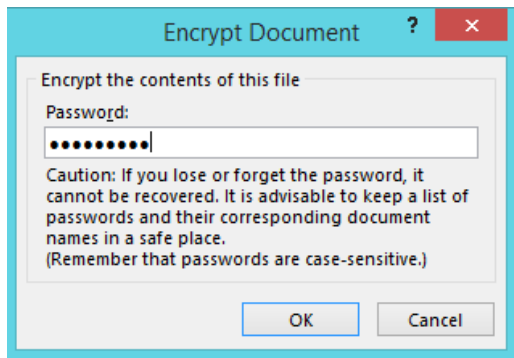 Encrypt Document ? ×
Encrypt the contents of this file
Password:
●●●●●●●●●
Caution: If you lose or forget the password, it
cannot be recovered. It is advisable to keep a list of
passwords and their corresponding document
names in a safe place.
(Remember that passwords are case-sensitive.)
OK Cancel